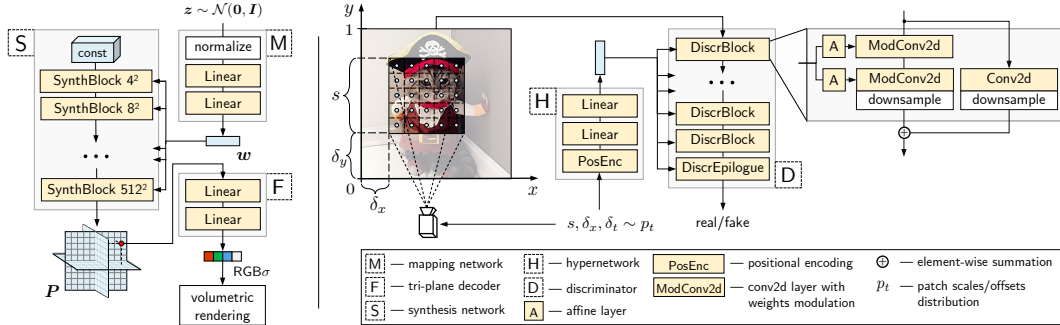 z ∼ N(0, I)
S
const
SynthBlock 4²
SynthBlock 8²
• • •
SynthBlock 512²
P
normalize
M
Linear
Linear
w
F
Linear
Linear
RGBσ
volumetric
rendering
y
1
s
δy
0
δx
x
H
Linear
Linear
PosEnc
s, δx, δt ∼ pt
DiscrBlock
• • •
DiscrBlock
DiscrBlock
DiscrEpilogue
D
real/fake
A
ModConv2d
A
ModConv2d
downsample
Conv2d
downsample
M — mapping network
F — tri-plane decoder
S — synthesis network
H — hypernetwork
D — discriminator
A — affine layer
PosEnc — positional encoding
ModConv2d — conv2d layer with
weights modulation
⊕ — element-wise summation
pt — patch scales/offsets
distribution